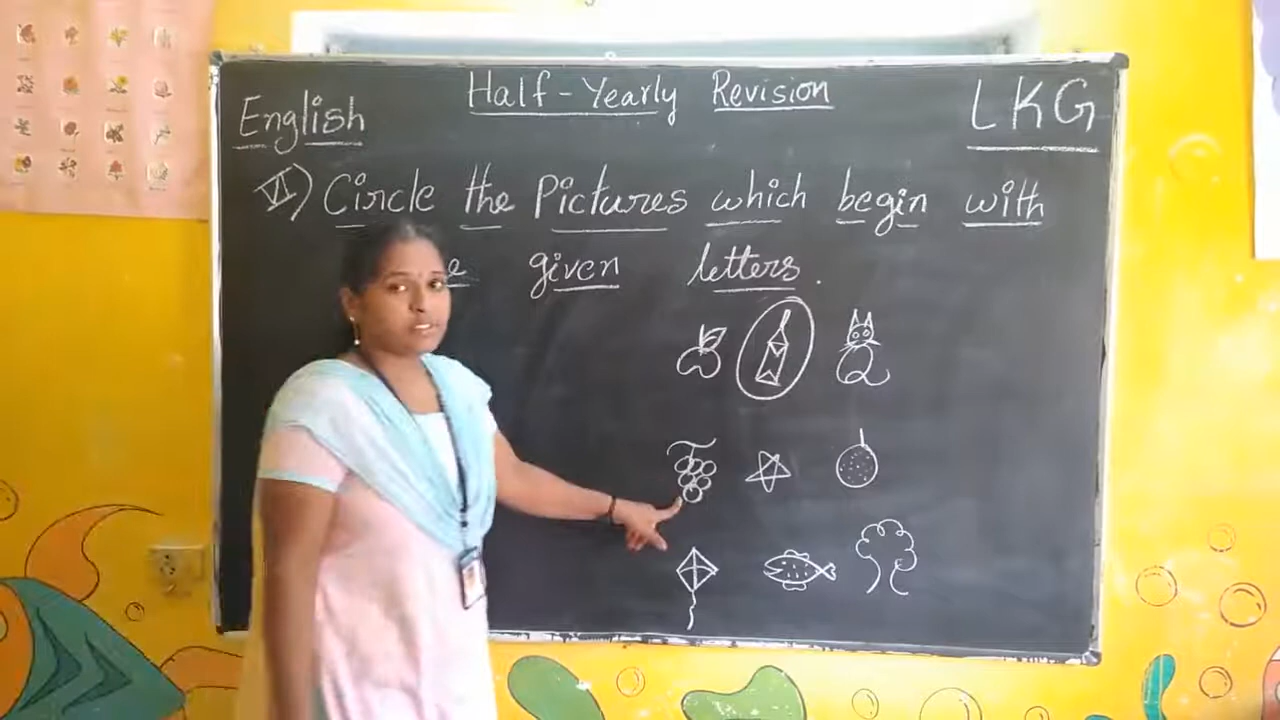 Half-Yearly Revision
English
LKG
VI) Circle the Pictures which begin with
given letters.